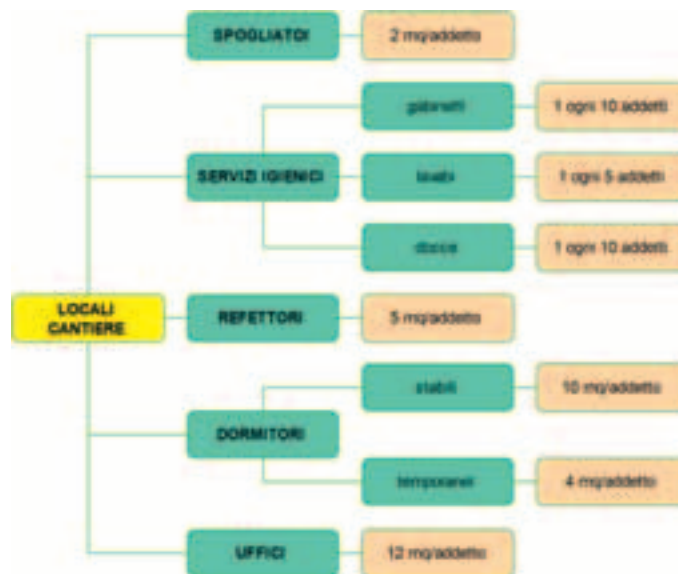 SPOGLIATOI
2 mq/addetto
gabinetti
1 ogni 10 addetti
SERVIZI IGIENICI
lavabi
1 ogni 5 addetti
docce
1 ogni 10 addetti
LOCALI
CANTIERE
REFETTORI
5 mq/addetto
stabili
10 mq/addetto
DORMITORI
temporanei
4 mq/addetto
UFFICI
12 mq/addetto